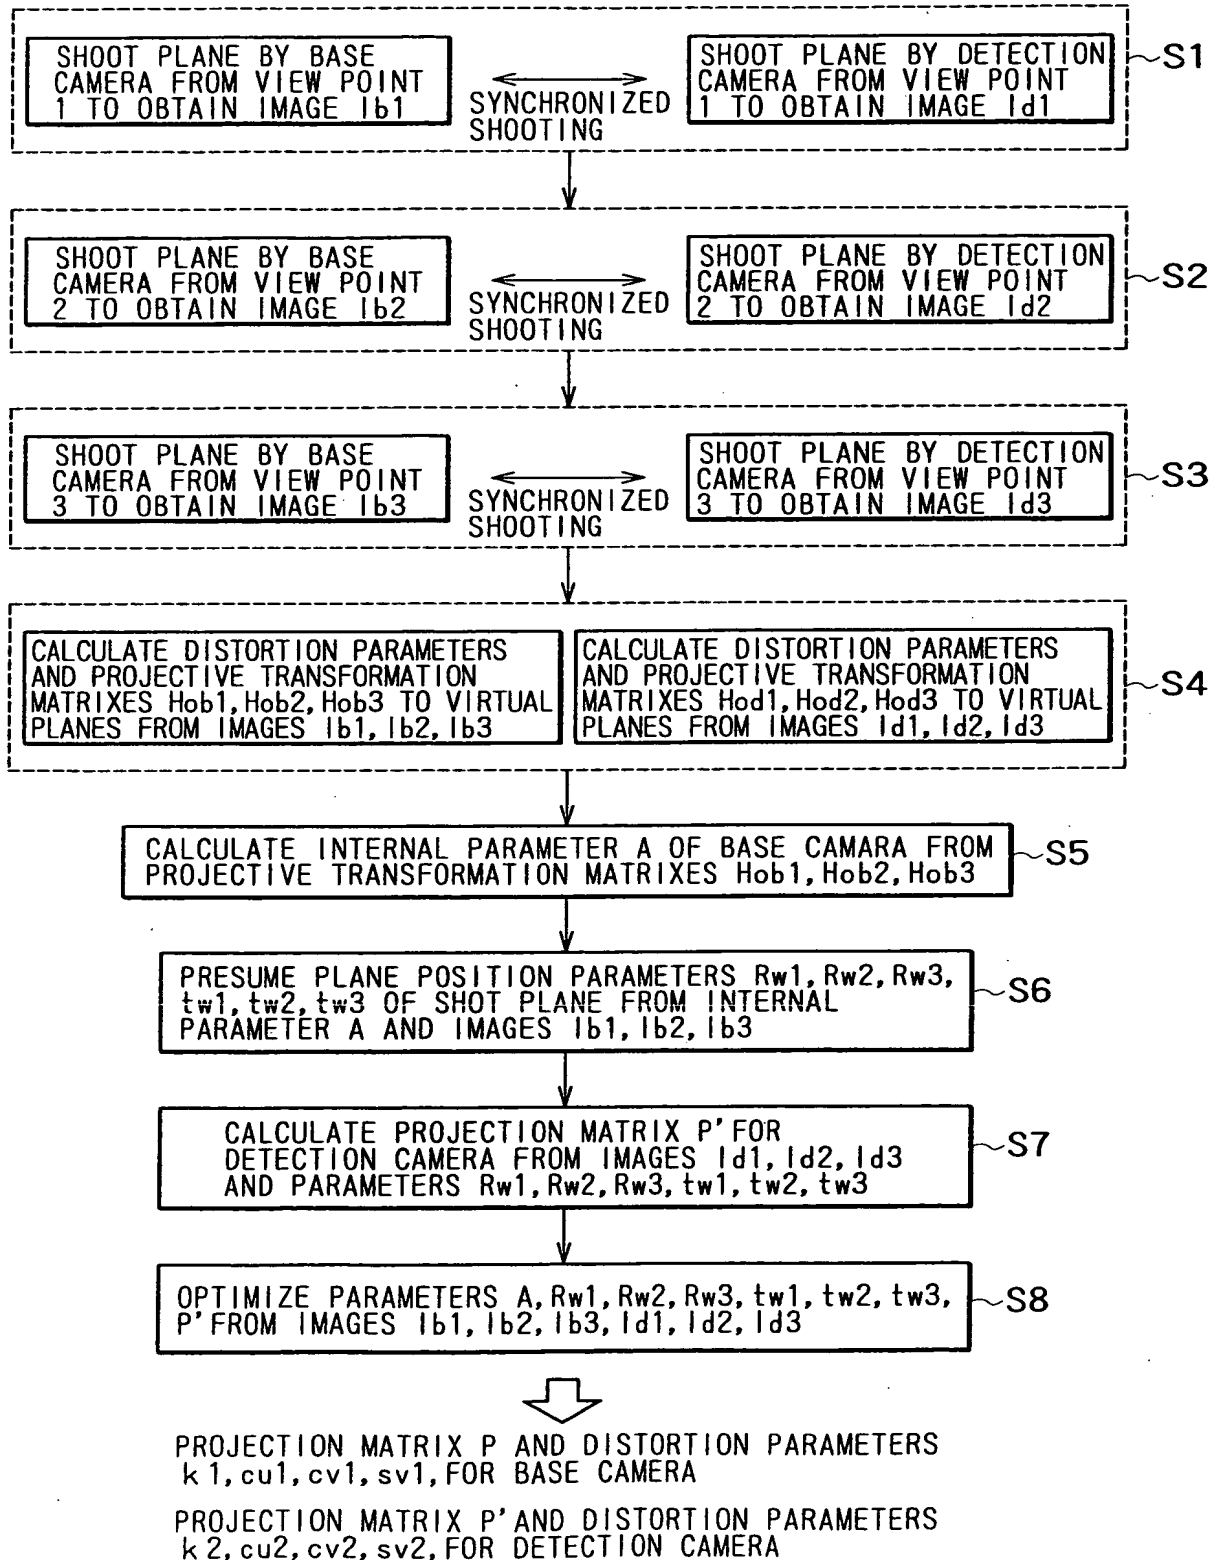 SHOOT PLANE BY BASE
CAMERA FROM VIEW POINT
1 TO OBTAIN IMAGE Ib1
SYNCHRONIZED
SHOOTING
SHOOT PLANE BY DETECTION
CAMERA FROM VIEW POINT
1 TO OBTAIN IMAGE Id1
S1
SHOOT PLANE BY BASE
CAMERA FROM VIEW POINT
2 TO OBTAIN IMAGE Ib2
SYNCHRONIZED
SHOOTING
SHOOT PLANE BY DETECTION
CAMERA FROM VIEW POINT
2 TO OBTAIN IMAGE Id2
S2
SHOOT PLANE BY BASE
CAMERA FROM VIEW POINT
3 TO OBTAIN IMAGE Ib3
SYNCHRONIZED
SHOOTING
SHOOT PLANE BY DETECTION
CAMERA FROM VIEW POINT
3 TO OBTAIN IMAGE Id3
S3
CALCULATE DISTORTION PARAMETERS
AND PROJECTIVE TRANSFORMATION
MATRIXES Hob1, Hob2, Hob3 TO VIRTUAL
PLANES FROM IMAGES Ib1, Ib2, Ib3
CALCULATE DISTORTION PARAMETERS
AND PROJECTIVE TRANSFORMATION
MATRIXES Hod1, Hod2, Hod3 TO VIRTUAL
PLANES FROM IMAGES Id1, Id2, Id3
S4
CALCULATE INTERNAL PARAMETER A OF BASE CAMARA FROM
PROJECTIVE TRANSFORMATION MATRIXES Hob1, Hob2, Hob3
S5
PRESUME PLANE POSITION PARAMETERS Rw1, Rw2, Rw3,
tw1, tw2, tw3 OF SHOT PLANE FROM INTERNAL
PARAMETER A AND IMAGES Ib1, Ib2, Ib3
S6
CALCULATE PROJECTION MATRIX P' FOR
DETECTION CAMERA FROM IMAGES Id1, Id2, Id3
AND PARAMETERS Rw1, Rw2, Rw3, tw1, tw2, tw3
S7
OPTIMIZE PARAMETERS A, Rw1, Rw2, Rw3, tw1, tw2, tw3,
P' FROM IMAGES Ib1, Ib2, Ib3, Id1, Id2, Id3
S8
PROJECTION MATRIX P AND DISTORTION PARAMETERS
k1, cu1, cv1, sv1, FOR BASE CAMERA
PROJECTION MATRIX P' AND DISTORTION PARAMETERS
k2, cu2, cv2, sv2, FOR DETECTION CAMERA